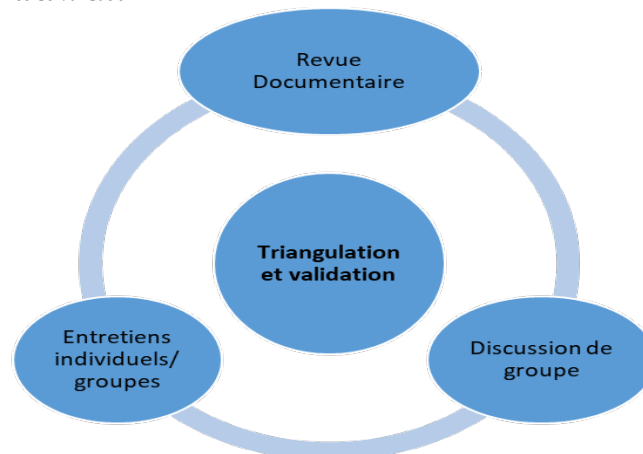 Revue
Documentaire
Triangulation
et validation
Entretiens
individuels/
groupes
Discussion de
groupe